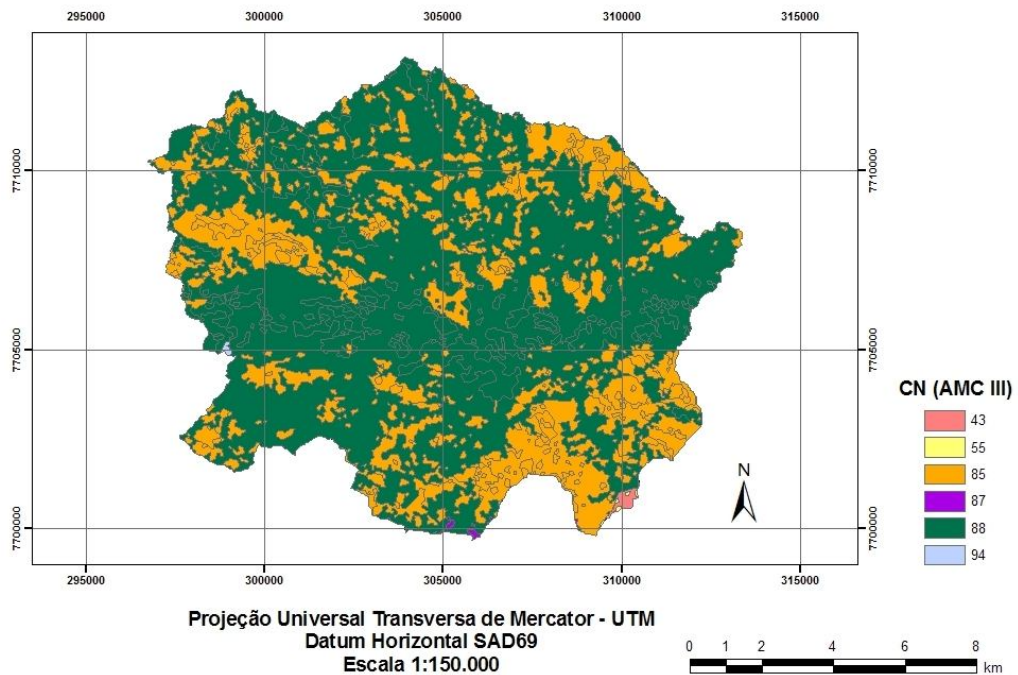 295000 300000 305000 310000 315000
7710000 7710000
7705000 7705000
7700000 7700000
295000 300000 305000 310000 315000
CN (AMC III)
43
55
85
87
88
94
N
Projeção Universal Transversa de Mercator - UTM
Datum Horizontal SAD69
Escala 1:150.000
0 1 2 4 6 8
km